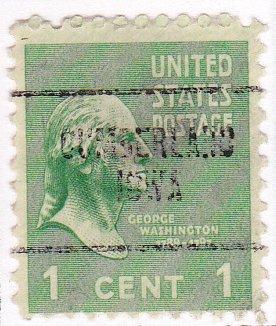 UNITED
STATES
POSTAGE
CUMBERLAND
IOWA
GEORGE
WASHINGTON
1 CENT 1